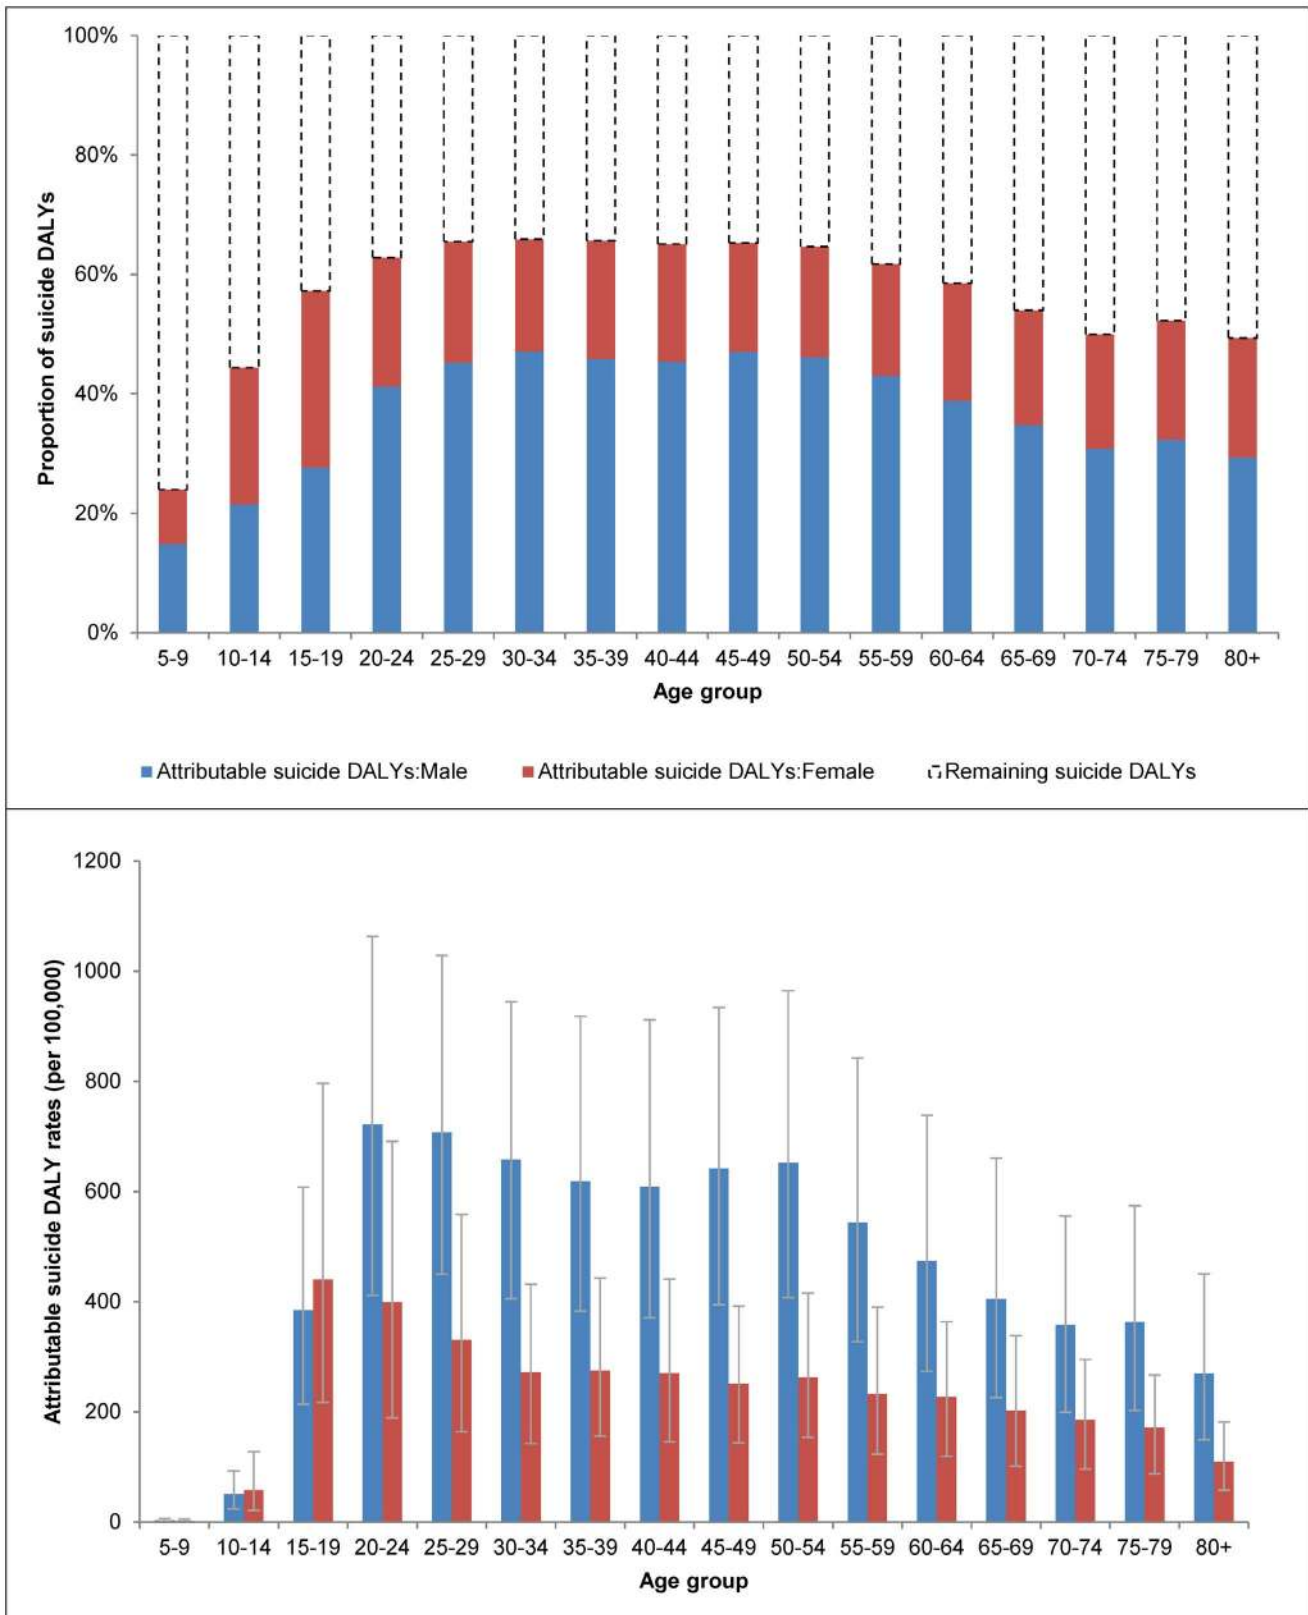 100%
80%
60%
40%
20%
0%
Proportion of suicide DALYs
5-9 10-14 15-19 20-24 25-29 30-34 35-39 40-44 45-49 50-54 55-59 60-64 65-69 70-74 75-79 80+
Age group
Attributable suicide DALYs:Male Attributable suicide DALYs:Female Remaining suicide DALYs
1200
1000
800
600
400
200
0
Attributable suicide DALY rates (per 100,000)
5-9 10-14 15-19 20-24 25-29 30-34 35-39 40-44 45-49 50-54 55-59 60-64 65-69 70-74 75-79 80+
Age group